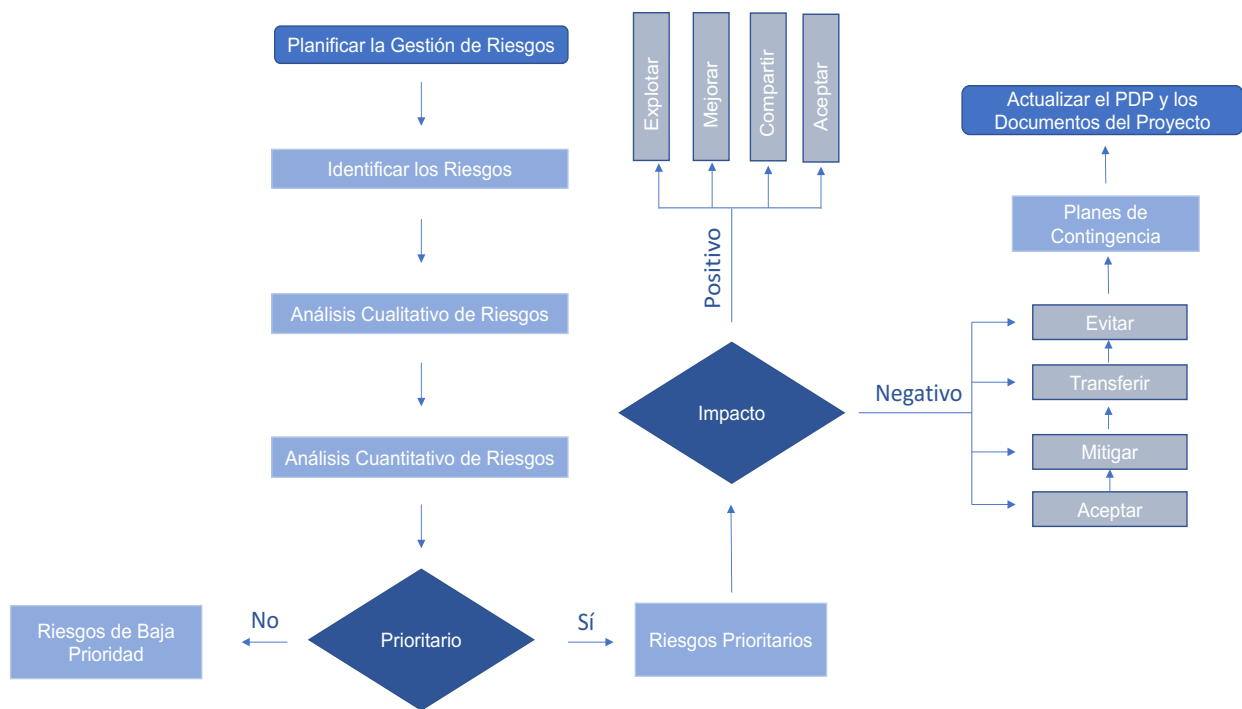 Planificar la Gestión de Riesgos
Identificar los Riesgos
Análisis Cualitativo de Riesgos
Análisis Cuantitativo de Riesgos
Prioritario
No
Riesgos de Baja
Prioridad
Sí
Riesgos Prioritarios
Impacto
Positivo
Explotar
Mejorar
Compartir
Aceptar
Negativo
Evitar
Transferir
Mitigar
Aceptar
Planes de
Contingencia
Actualizar el PDP y los
Documentos del Proyecto